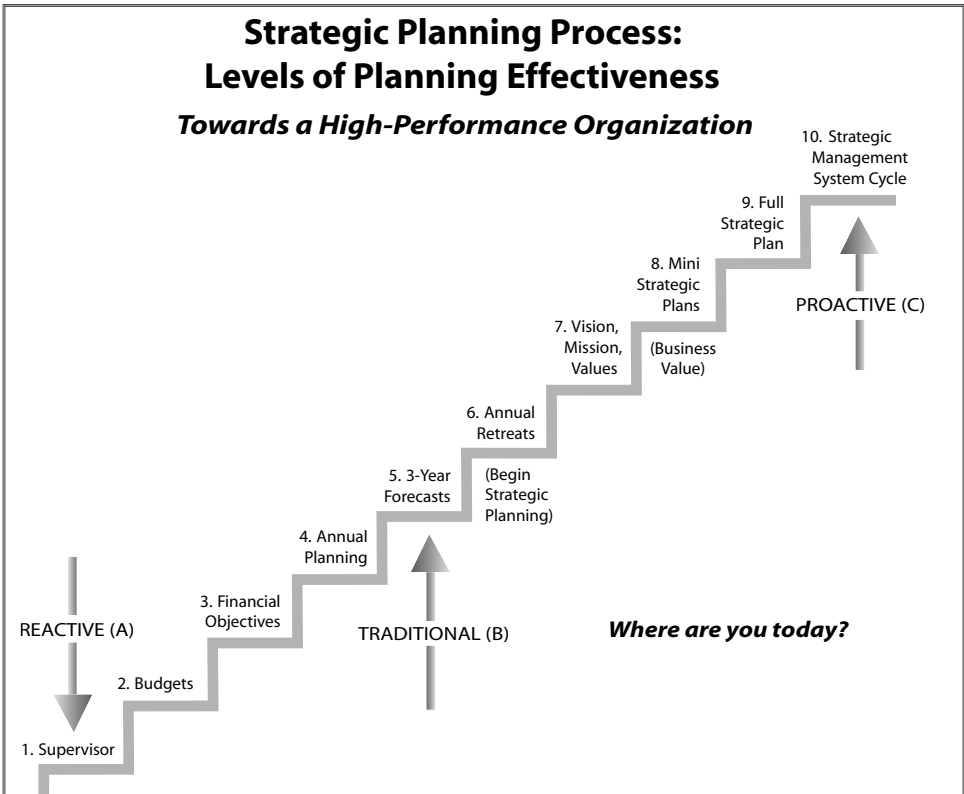 Strategic Planning Process:
Levels of Planning Effectiveness
Towards a High-Performance Organization
10. Strategic
Management
System Cycle
9. Full
Strategic
Plan
8. Mini
Strategic
Plans
PROACTIVE (C)
7. Vision,
Mission,
Values
(Business
Value)
6. Annual
Retreats
5. 3-Year
Forecasts
(Begin
Strategic
Planning)
4. Annual
Planning
3. Financial
Objectives
REACTIVE (A)
TRADITIONAL (B)
Where are you today?
2. Budgets
1. Supervisor